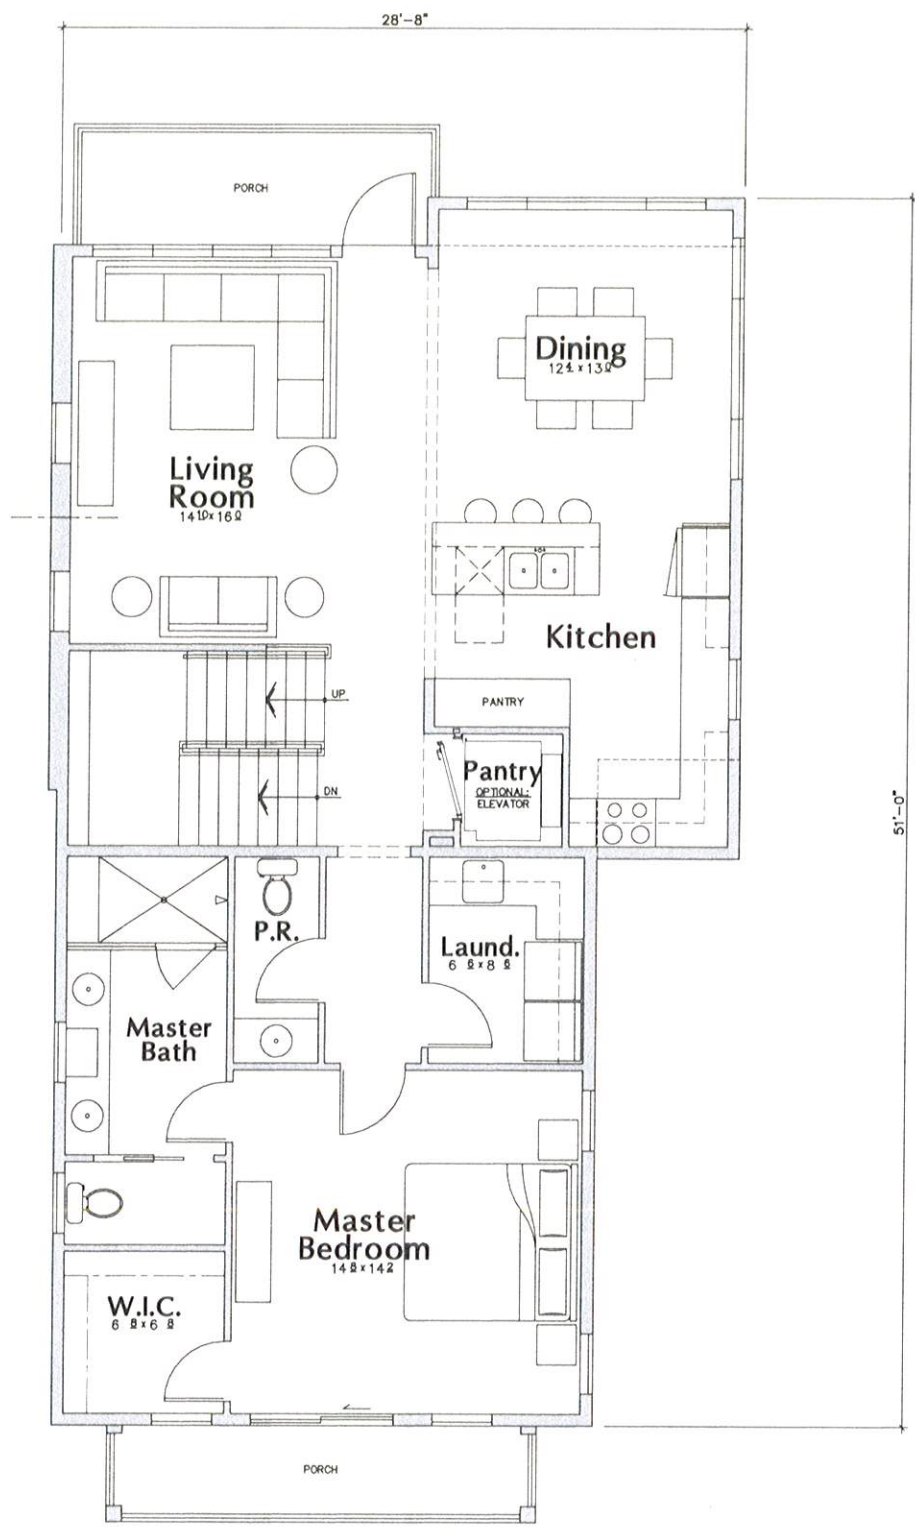 28'-8"
PORCH
Dining
12 4 x 13 0
Living
Room
14 10 x 16 0
Kitchen
UP
PANTRY
Pantry
OPTIONAL:
ELEVATOR
DN
51'-0"
P.R.
Laund.
6 6 x 8 6
Master
Bath
Master
Bedroom
14 8 x 14 2
W.I.C.
6 8 x 6 8
PORCH